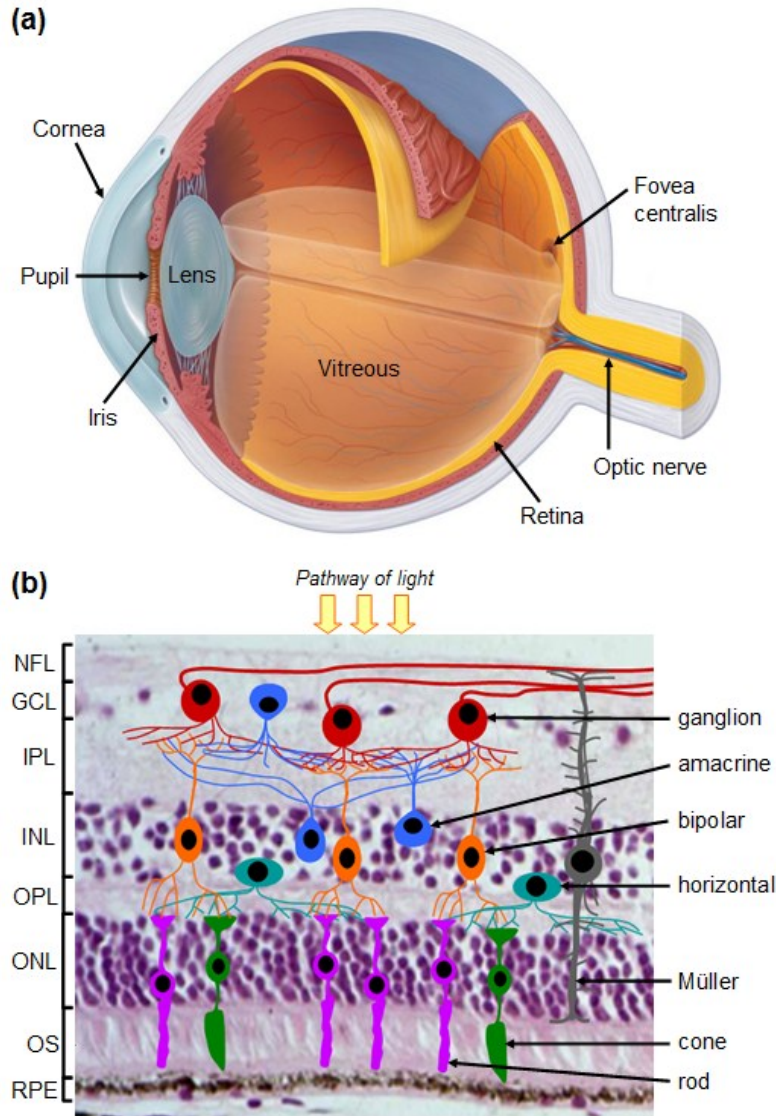 (a)
Cornea
Fovea
centralis
Pupil
Lens
Vitreous
Iris
Optic nerve
Retina
(b)
Pathway of light
NFL
GCL
ganglion
IPL
amacrine
bipolar
INL
horizontal
OPL
ONL
Müller
OS
cone
rod
RPE